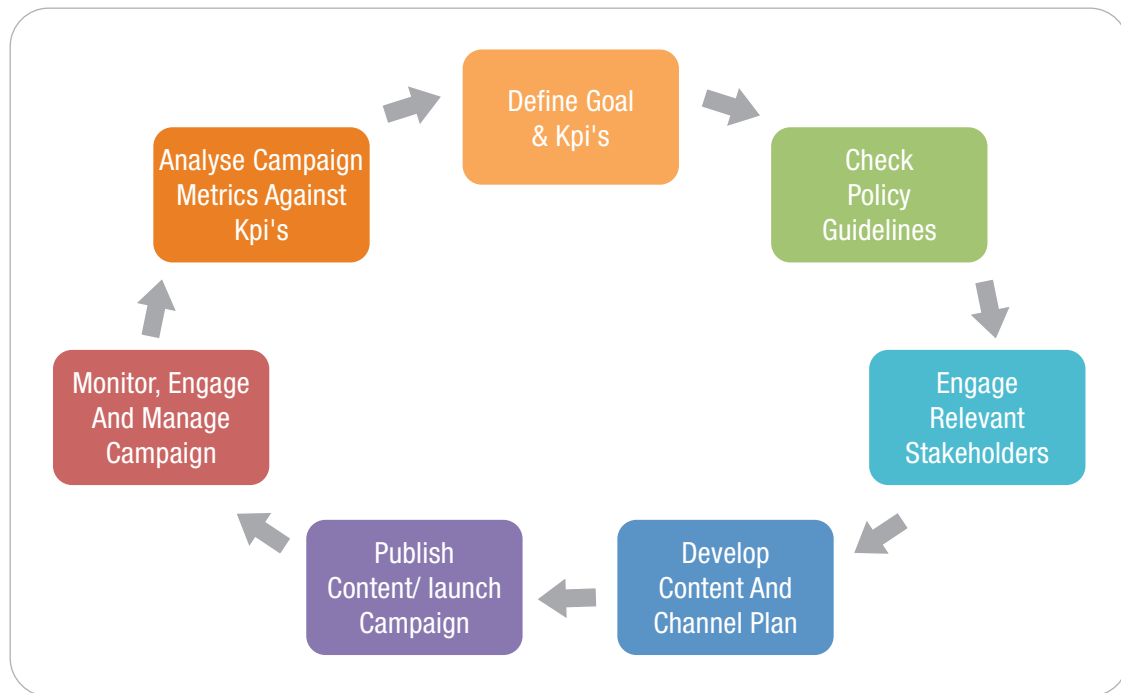 Define Goal
& Kpi's
Check
Policy
Guidelines
Engage
Relevant
Stakeholders
Develop
Content And
Channel Plan
Publish
Content/ launch
Campaign
Monitor, Engage
And Manage
Campaign
Analyse Campaign
Metrics Against
Kpi's